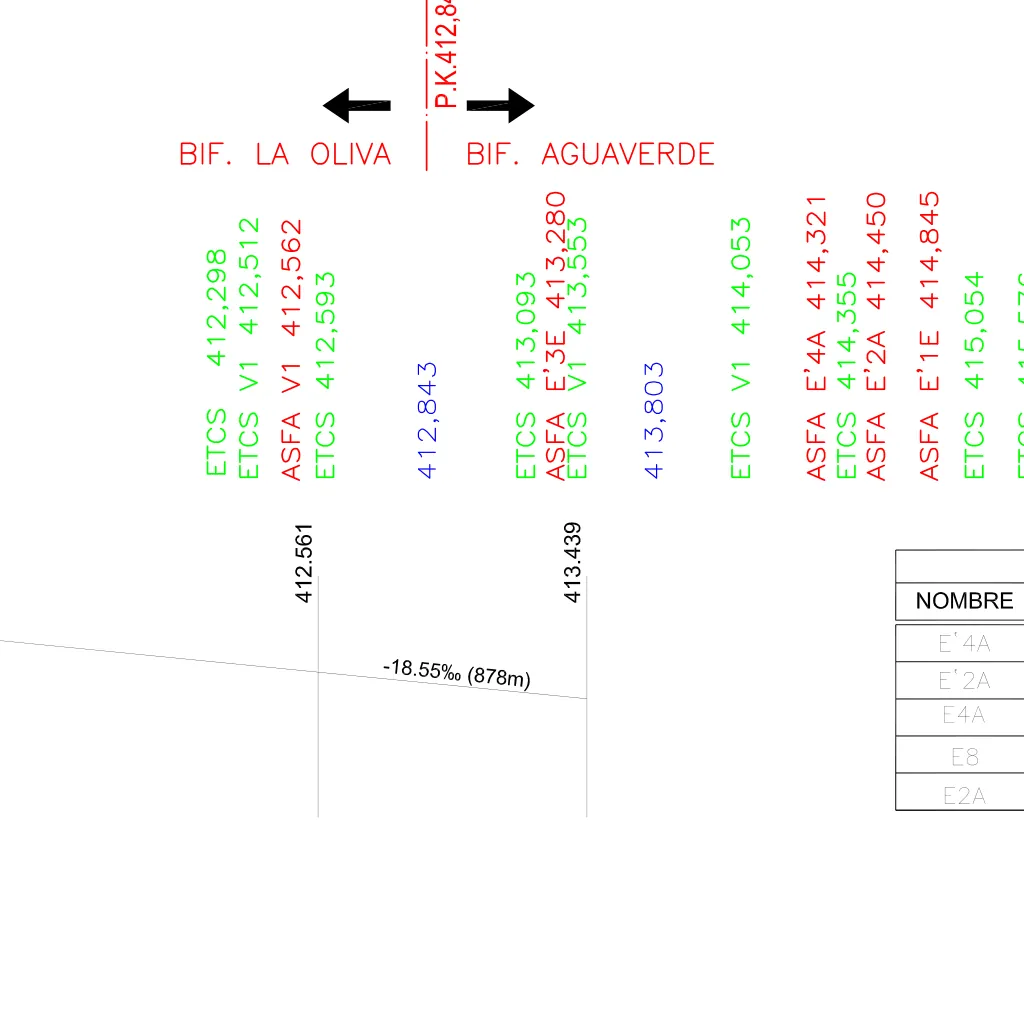 P.K.412,84
BIF. LA OLIVA
BIF. AGUAVERDE
ETCS 412,298
ETCS V1 412,512
ASFA V1 412,562
ETCS 412,593
412,843
ETCS 413,093
ASFA E'3E 413,280
ETCS V1 413,553
413,803
ETCS V1 414,053
ASFA E'4A 414,321
ETCS 414,355
ASFA E'2A 414,450
ASFA E'1E 414,845
ETCS 415,054
412.561
413.439
-18.55‰ (878m)
NOMBRE
E'4A
E'2A
E4A
E8
E2A